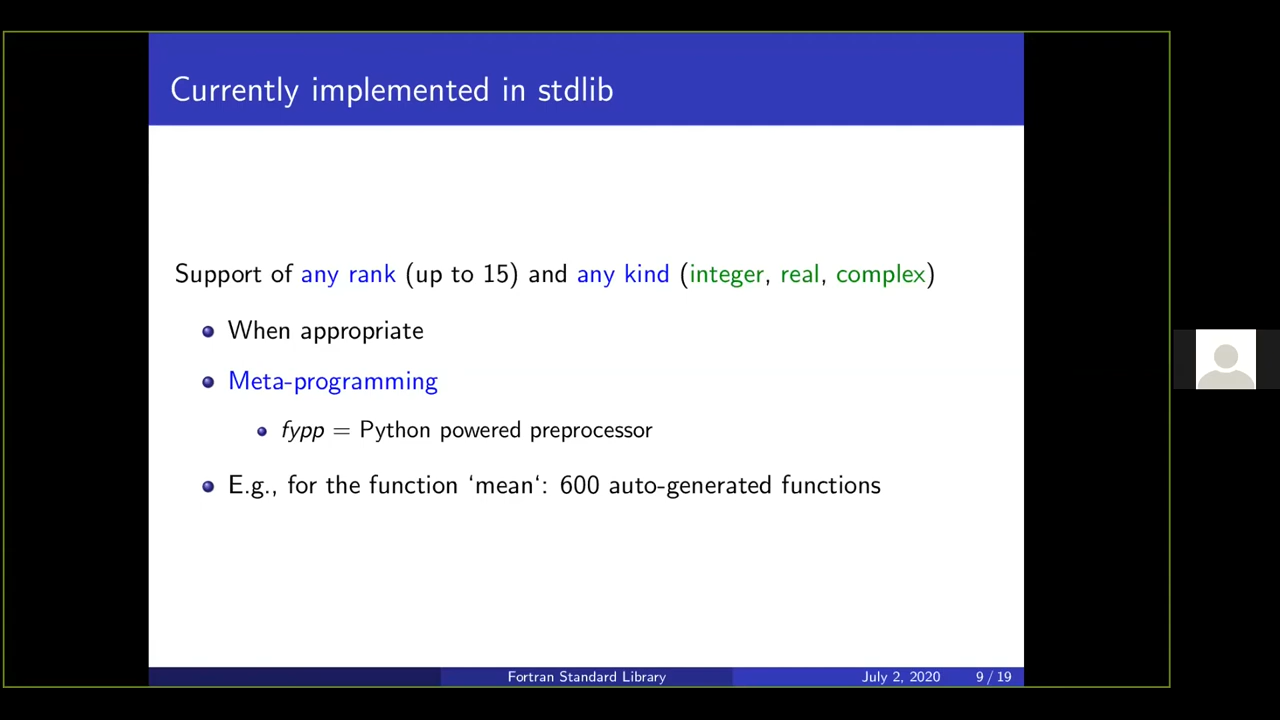 Currently implemented in stdlib
Support of any rank (up to 15) and any kind (integer, real, complex)
When appropriate
Meta-programming
fypp = Python powered preprocessor
E.g., for the function ‘mean‘: 600 auto-generated functions
Fortran Standard Library
July 2, 2020
9 / 19